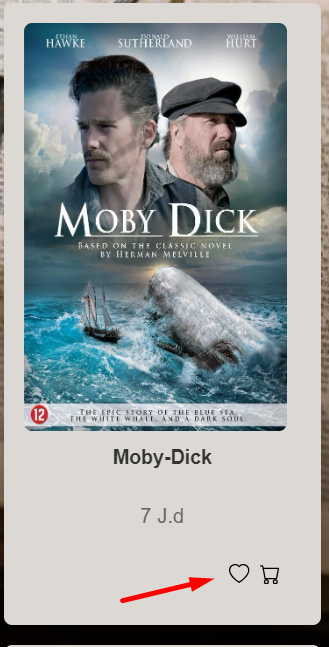 ETHAN DONALD WILLIAM
HAWKE SUTHERLAND HURT
MOBY DICK
BASED ON THE CLASSIC NOVEL
BY HERMAN MELVILLE
12
THE EPIC STORY OF THE BLUE SEA,
THE WHITE WHALE, AND A DARK SOUL.
Moby-Dick
7 J.d